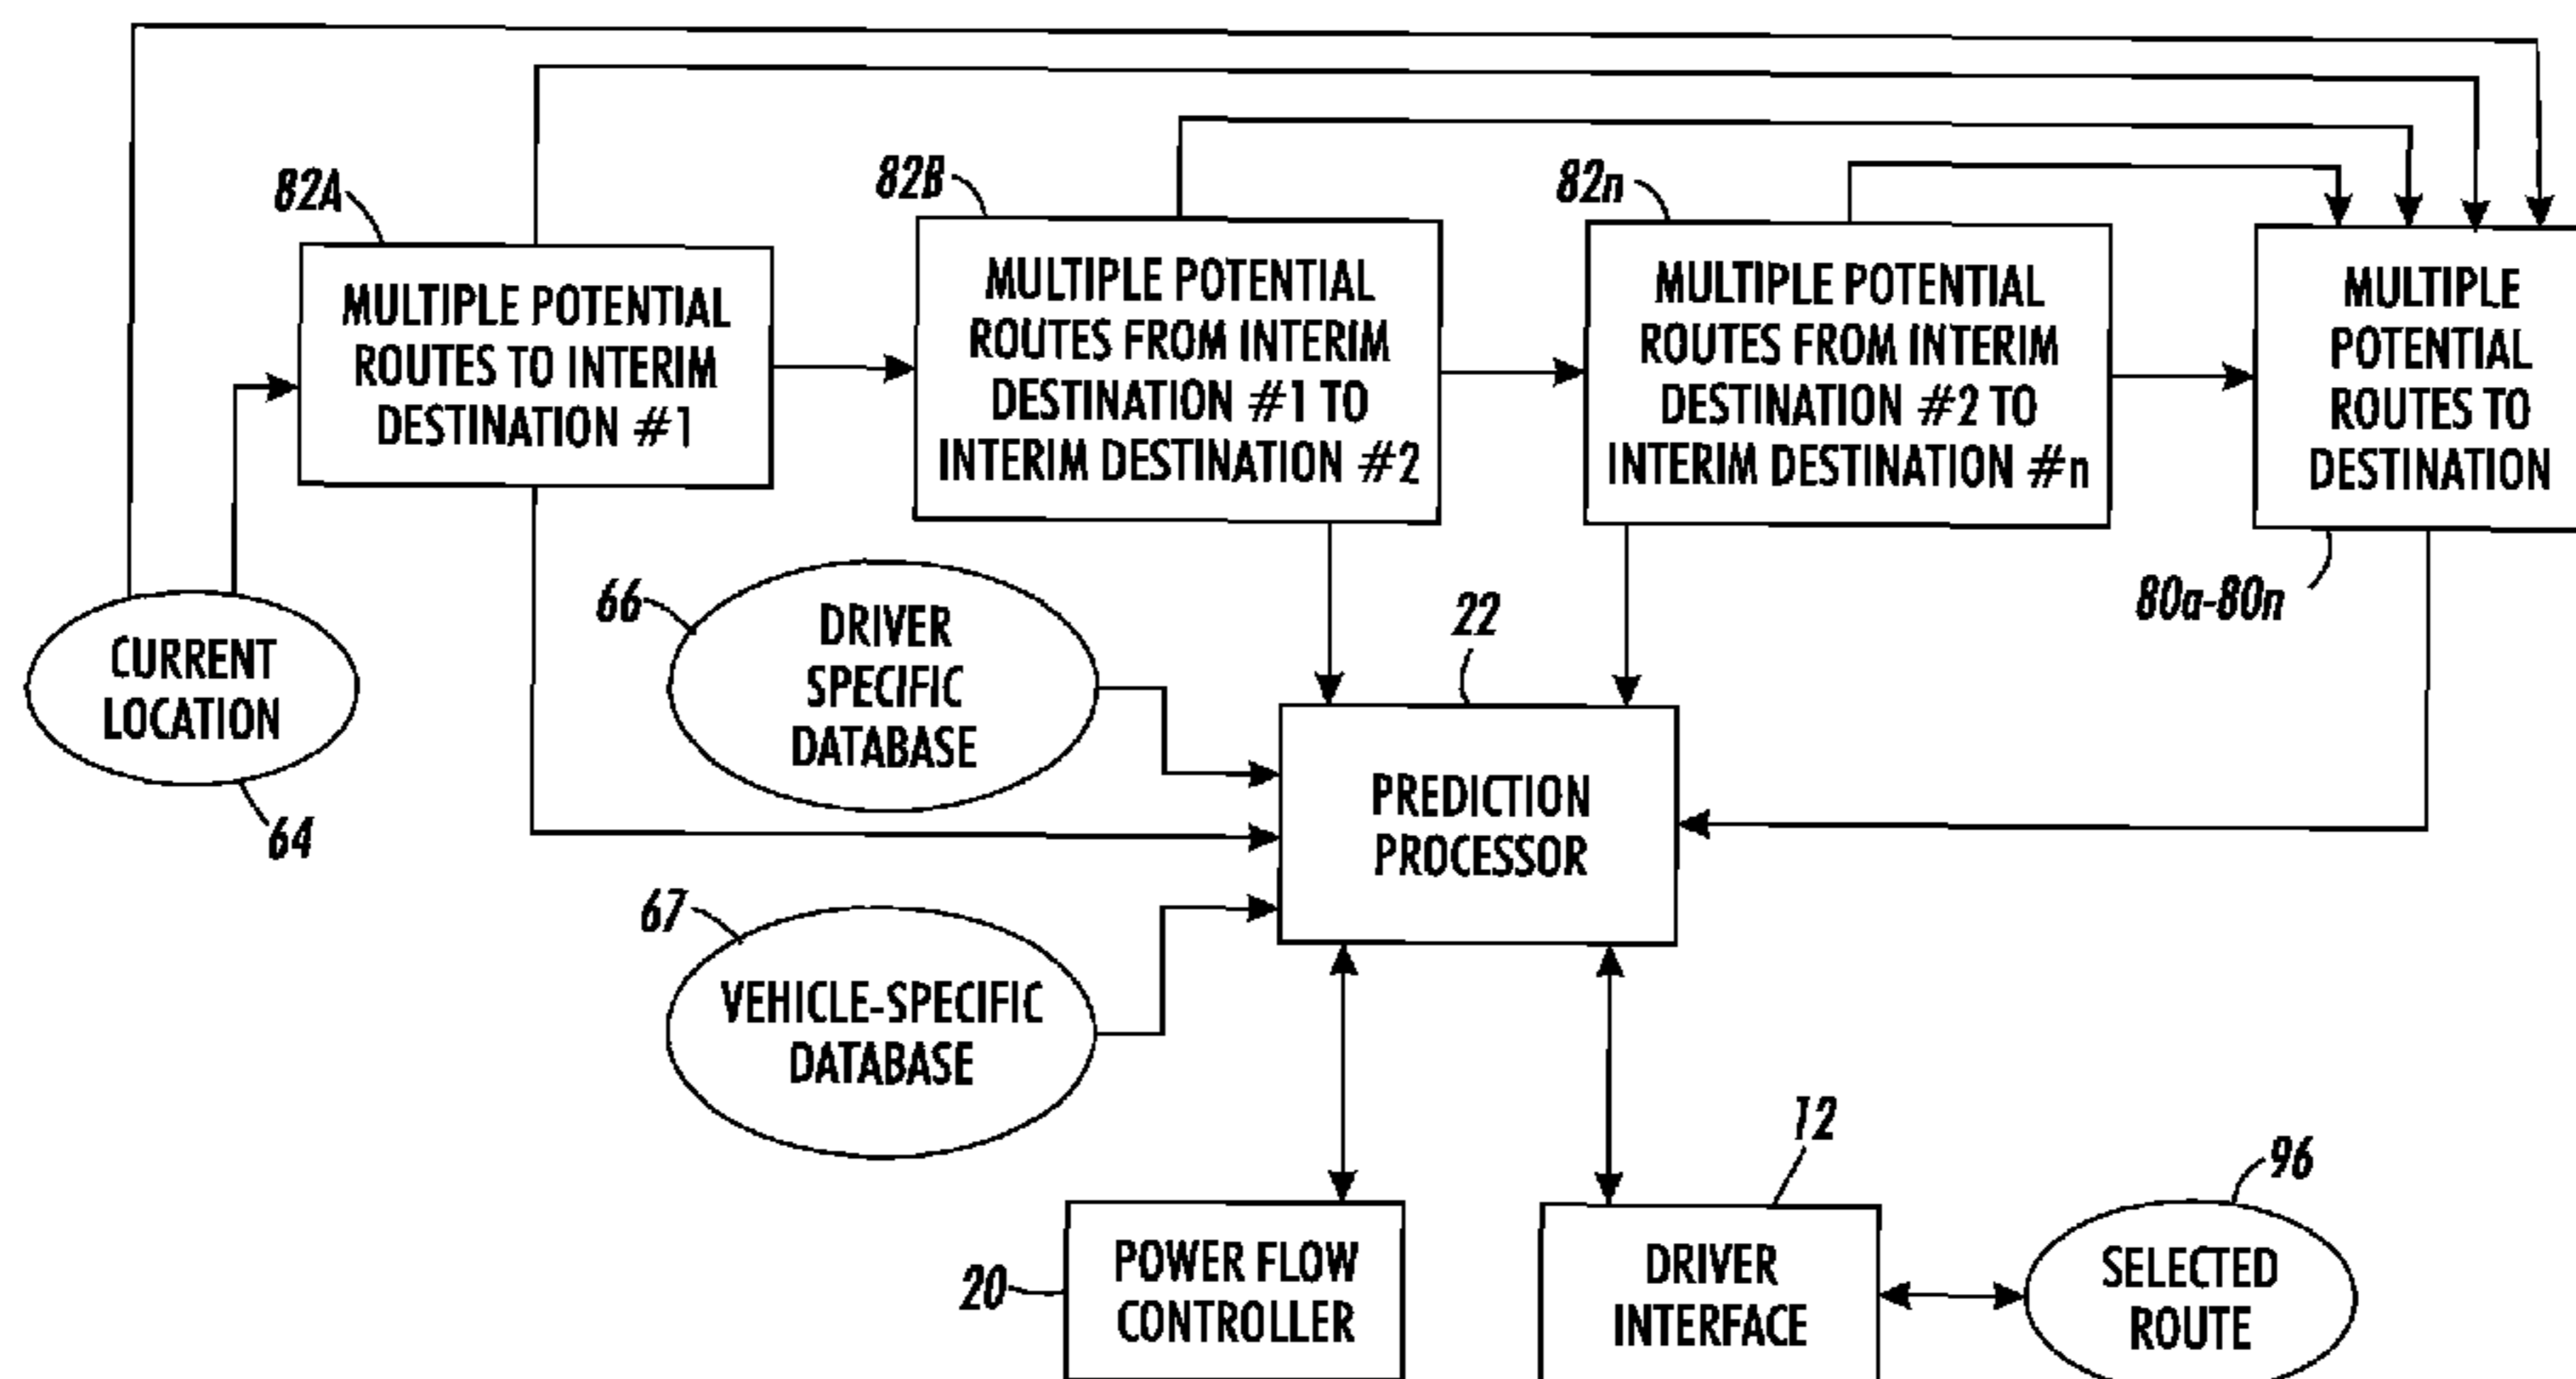 82A
82B
82n
MULTIPLE POTENTIAL
ROUTES TO INTERIM
DESTINATION #1
MULTIPLE POTENTIAL
ROUTES FROM INTERIM
DESTINATION #1 TO
INTERIM DESTINATION #2
MULTIPLE POTENTIAL
ROUTES FROM INTERIM
DESTINATION #2 TO
INTERIM DESTINATION #n
MULTIPLE
POTENTIAL
ROUTES TO
DESTINATION
80a-80n
CURRENT
LOCATION
64
66
DRIVER
SPECIFIC
DATABASE
22
PREDICTION
PROCESSOR
67
VEHICLE-SPECIFIC
DATABASE
20
POWER FLOW
CONTROLLER
12
DRIVER
INTERFACE
96
SELECTED
ROUTE